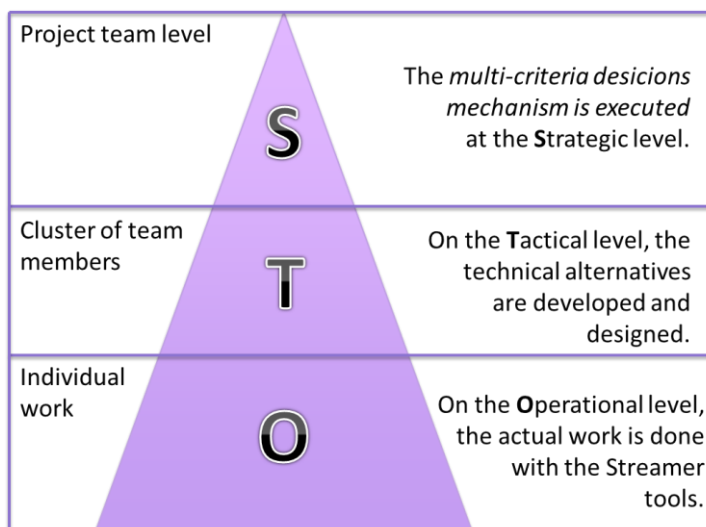 Project team level
The multi-criteria desicions
mechanism is executed
at the Strategic level.
S
Cluster of team
members
On the Tactical level, the
technical alternatives
are developed and
designed.
T
Individual
work
On the Operational level,
the actual work is done
with the Streamer
tools.
O